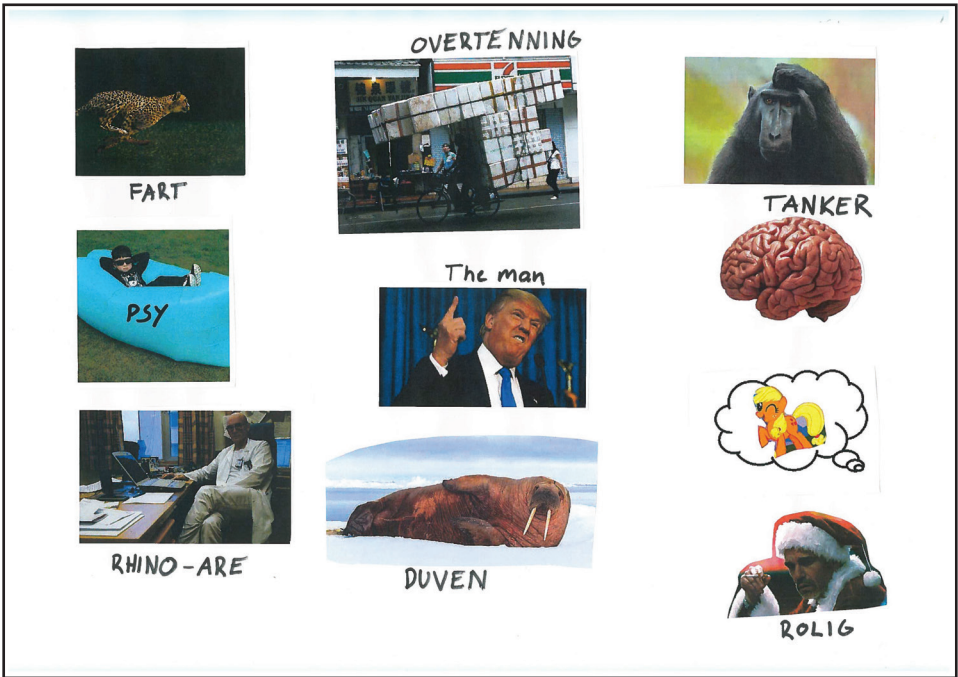 OVERTENNING
FART
TANKER
The man
PSY
RHINO-ARE
DUVEN
ROLIG